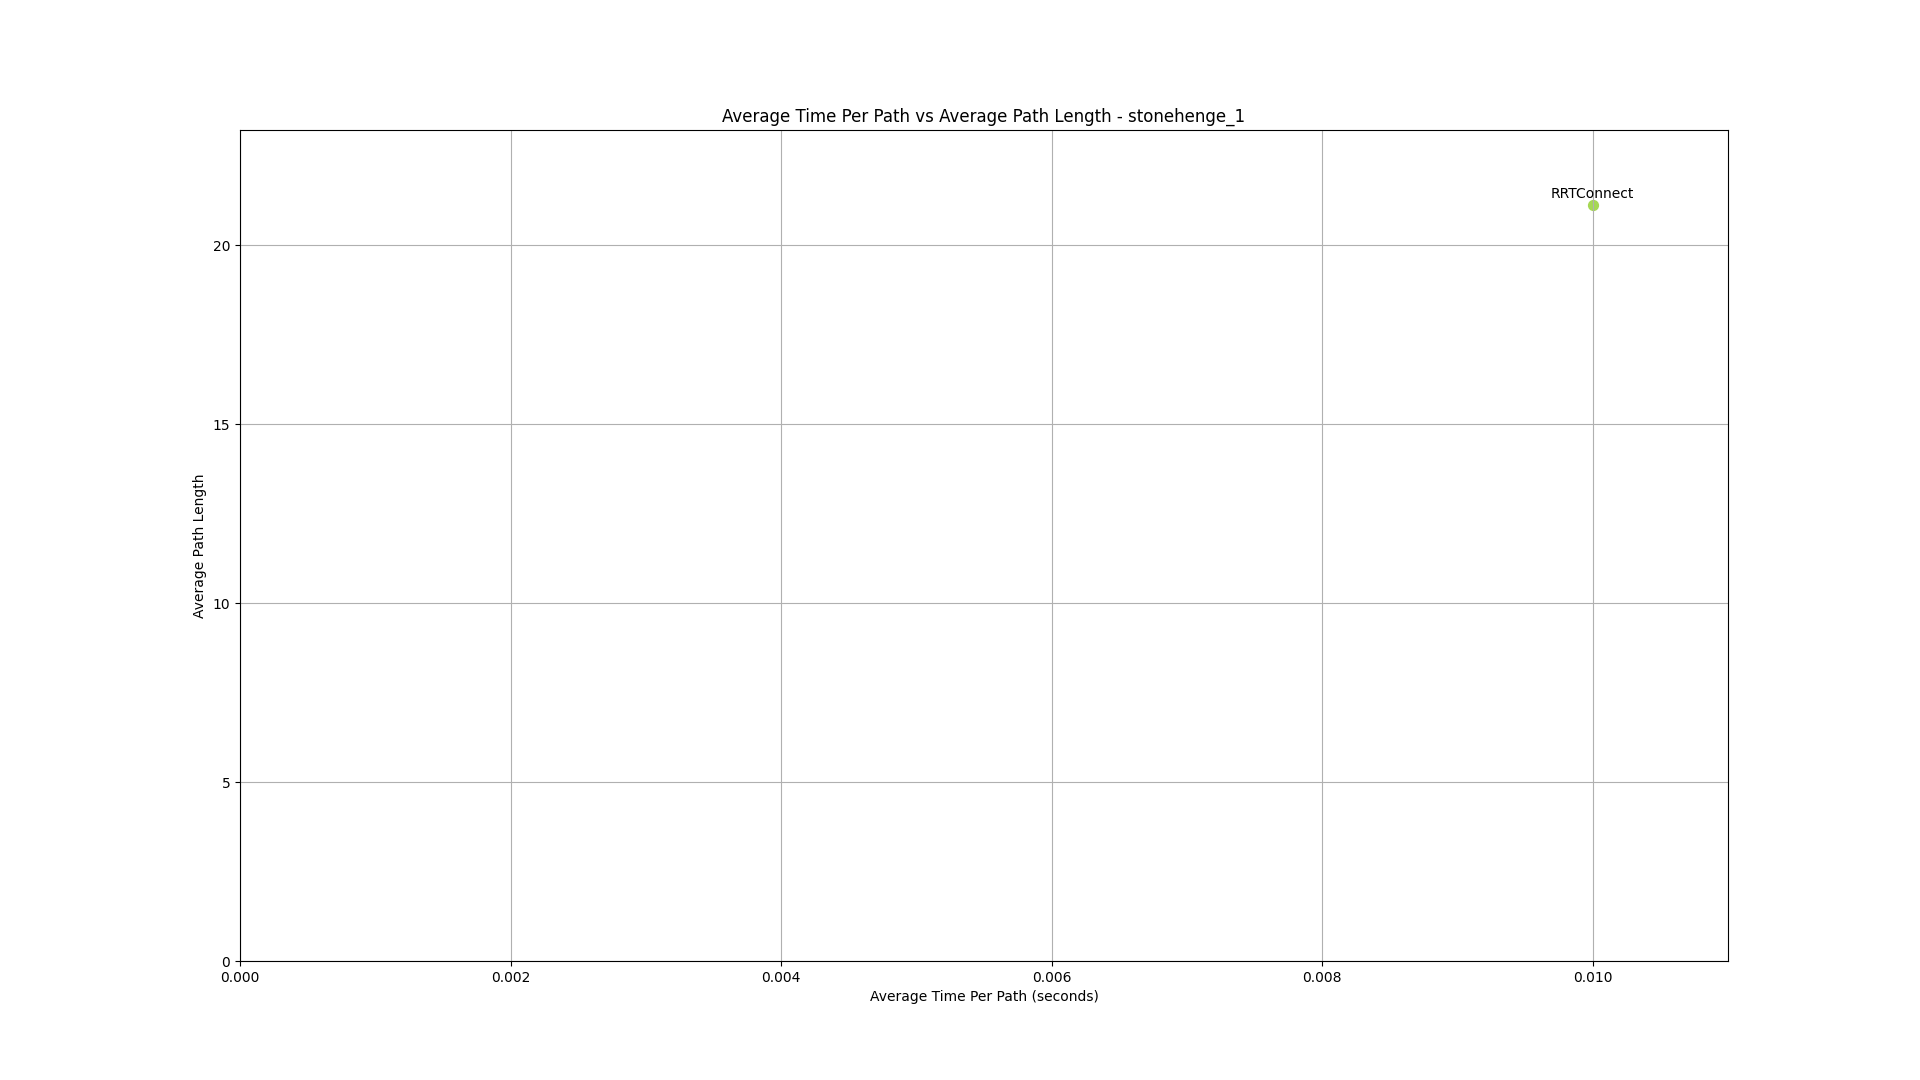 Average Time Per Path vs Average Path Length - stonehenge_1
RRTConnect
20
15
10
5
0
Average Path Length
0.000 0.002 0.004 0.006 0.008 0.010
Average Time Per Path (seconds)